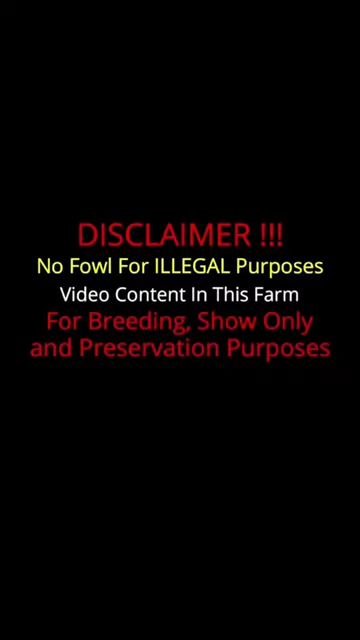 DISCLAIMER !!!
No Fowl For ILLEGAL Purposes
Video Content In This Farm
For Breeding, Show Only
and Preservation Purposes